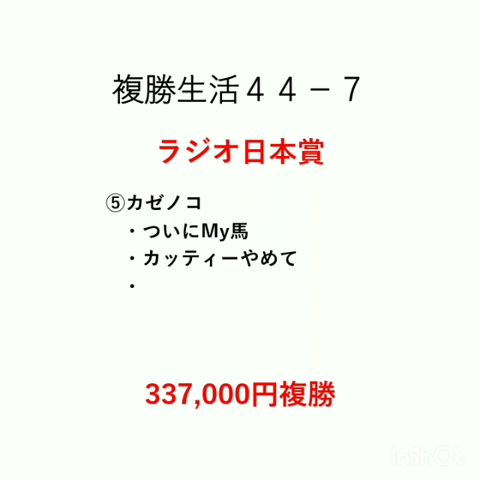 複勝生活４４－７
ラジオ日本賞
⑤カゼノコ
・ついにMy馬
・カッティーやめて
・
337,000円複勝
InShOt